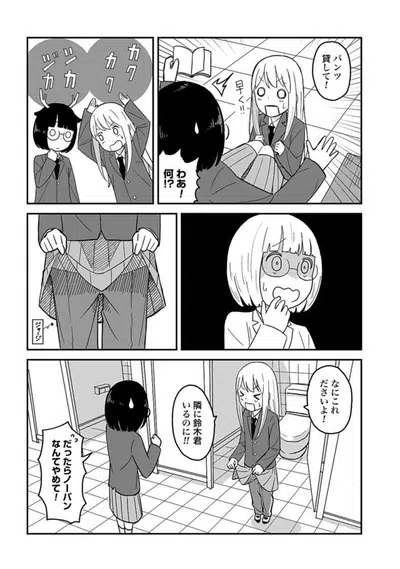 パンツ
貸して!
早く!!
わあ!
何!?
カクカク
ジカジカ
ジャージ
なにこれ
ださいよ!
隣に鈴木君
いるのに!!
だったらノーパン
なんてやめて!